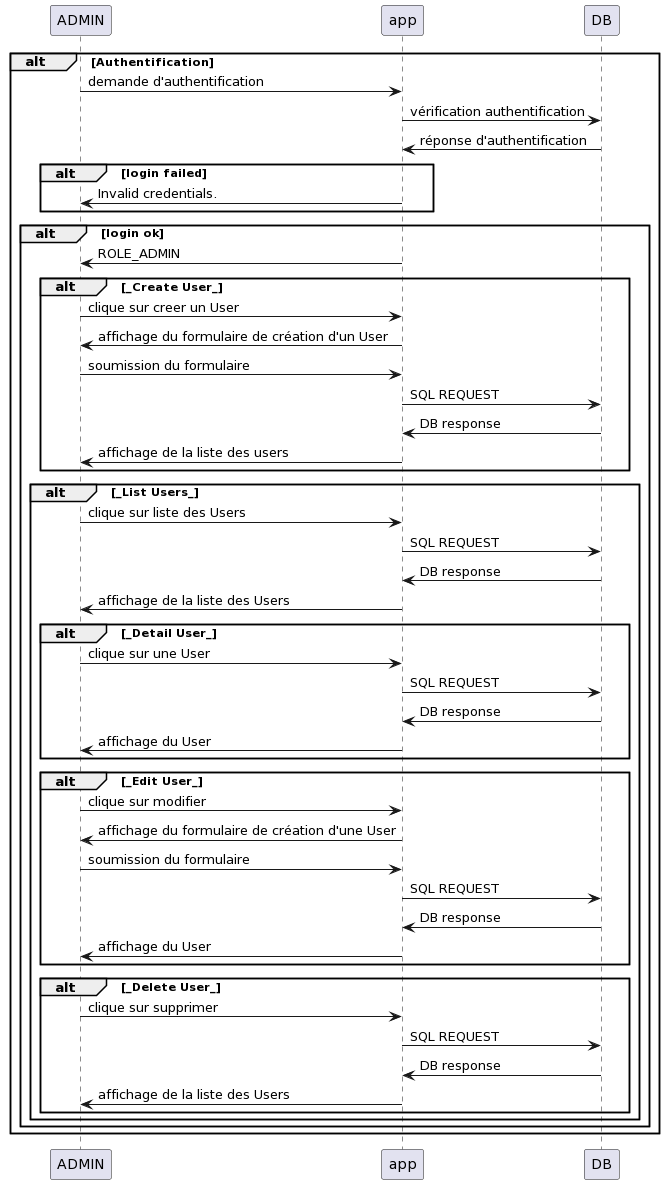 ADMIN
app
DB
alt [Authentification]
demande d'authentification
vérification authentification
réponse d'authentification
alt [login failed]
Invalid credentials.
alt [login ok]
ROLE_ADMIN
alt [_Create User_]
clique sur creer un User
affichage du formulaire de création d'un User
soumission du formulaire
SQL REQUEST
DB response
affichage de la liste des users
alt [_List Users_]
clique sur liste des Users
SQL REQUEST
DB response
affichage de la liste des Users
alt [_Detail User_]
clique sur une User
SQL REQUEST
DB response
affichage du User
alt [_Edit User_]
clique sur modifier
affichage du formulaire de création d'une User
soumission du formulaire
SQL REQUEST
DB response
affichage du User
alt [_Delete User_]
clique sur supprimer
SQL REQUEST
DB response
affichage de la liste des Users
ADMIN
app
DB